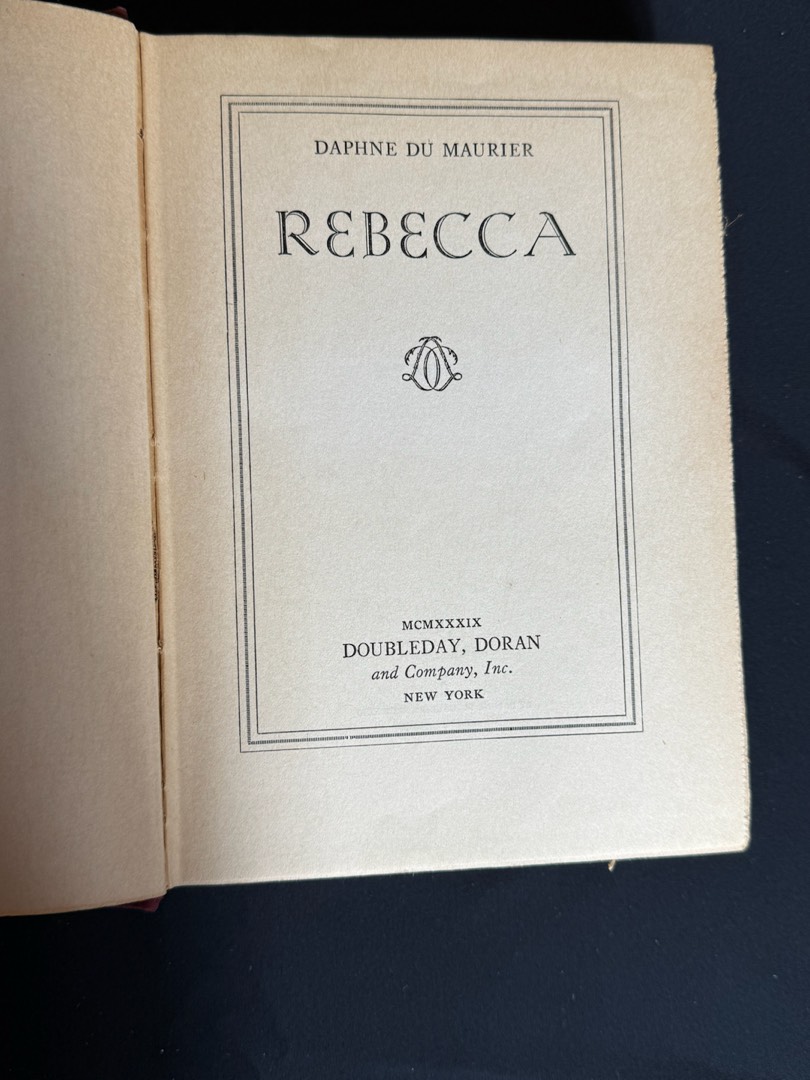 DAPHNE DU MAURIER
REBECCA
MCMXXXIX
DOUBLEDAY, DORAN
and Company, Inc.
NEW YORK